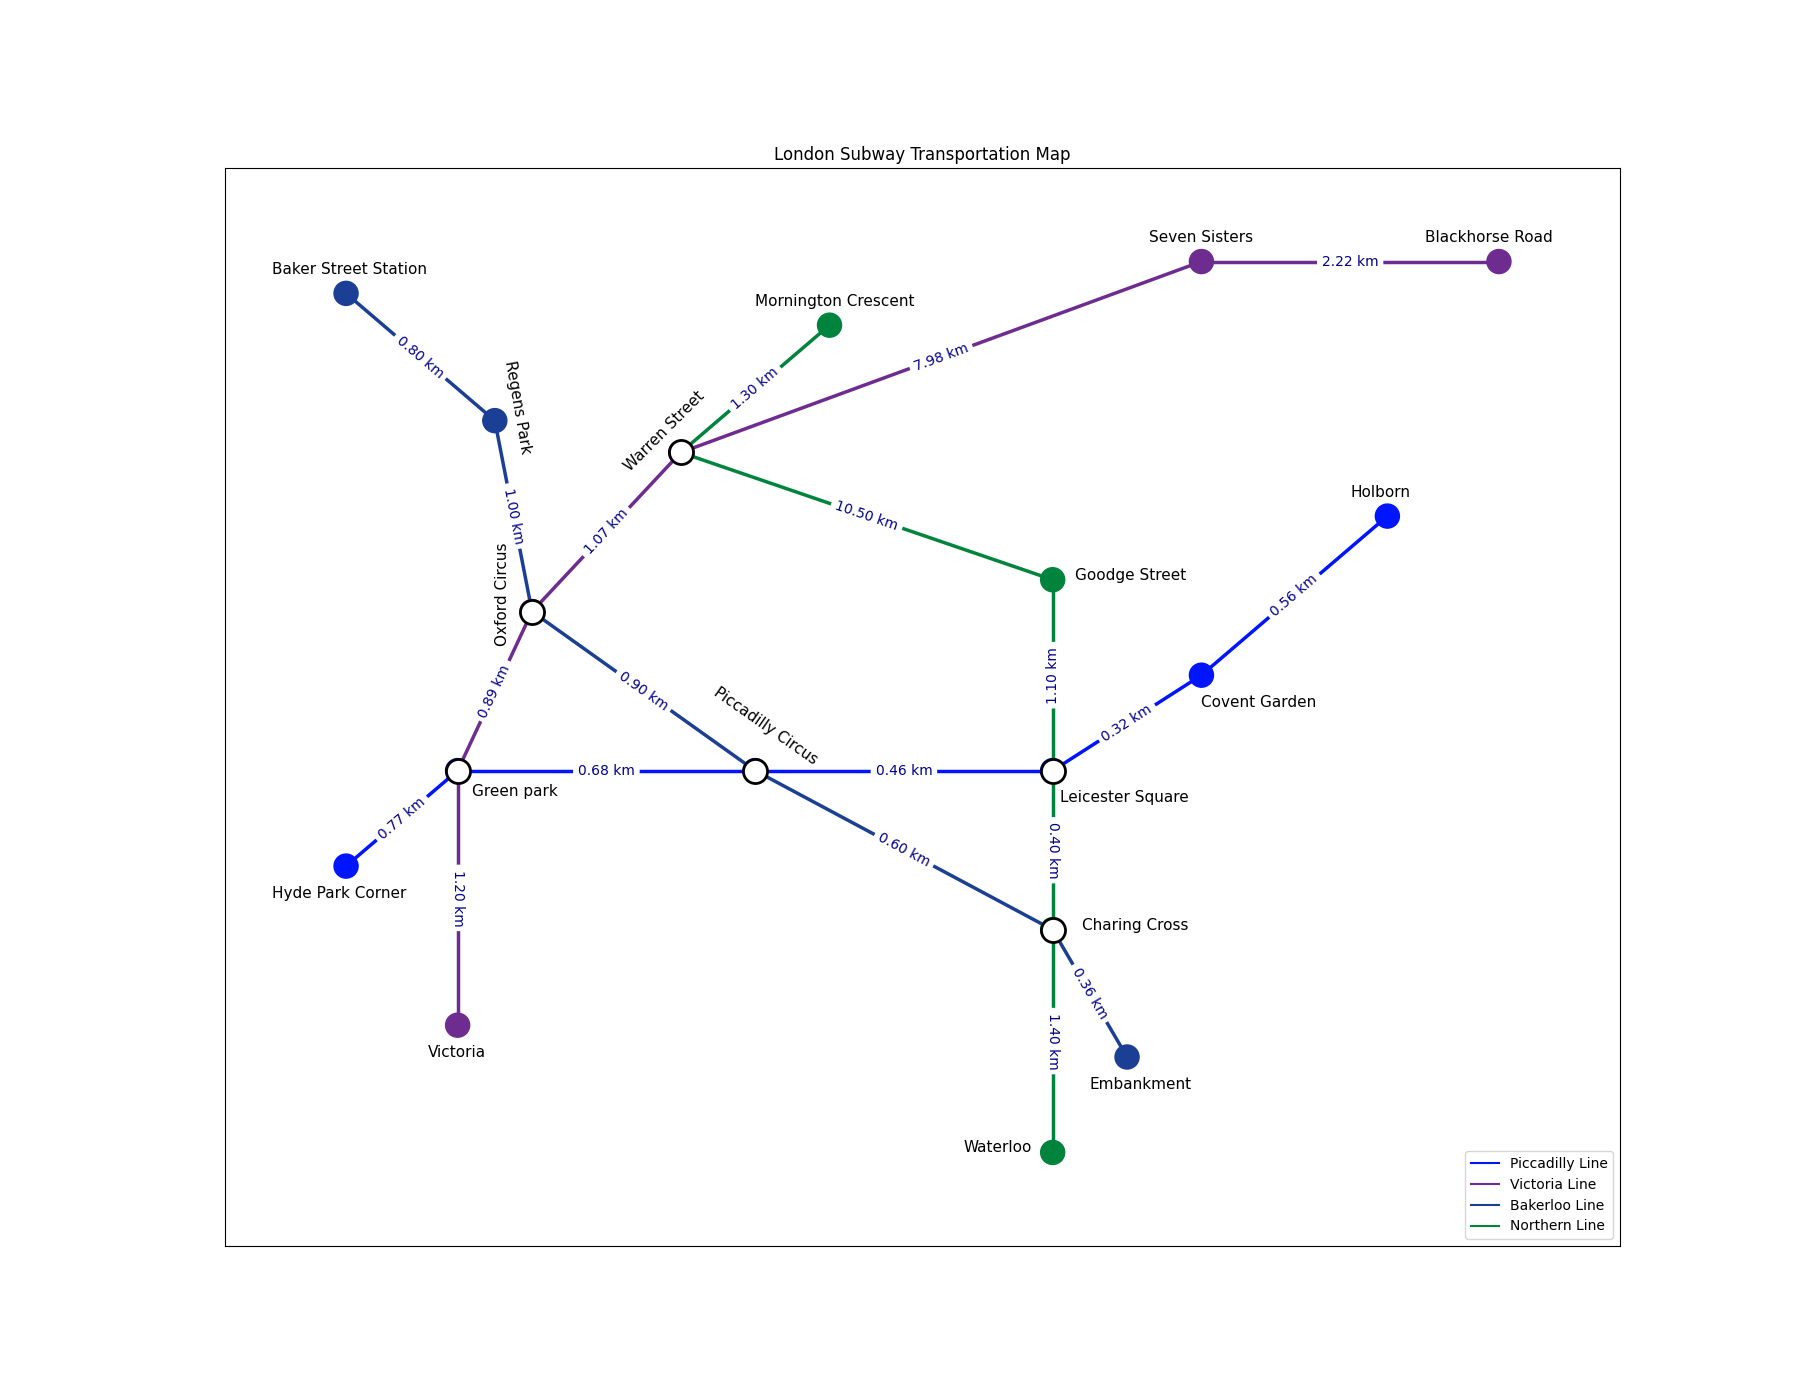 London Subway Transportation Map
Seven Sisters
Blackhorse Road
2.22 km
Baker Street Station
Mornington Crescent
0.80 km
7.98 km
Regens Park
1.30 km
Warren Street
Holborn
1.00 km
10.50 km
1.07 km
Oxford Circus
Goodge Street
0.56 km
0.89 km
0.90 km
1.10 km
Covent Garden
Piccadilly Circus
0.32 km
0.68 km
0.46 km
Green park
Leicester Square
0.77 km
0.60 km
0.40 km
Hyde Park Corner
1.20 km
Charing Cross
0.36 km
Victoria
1.40 km
Embankment
Waterloo
Piccadilly Line
Victoria Line
Bakerloo Line
Northern Line